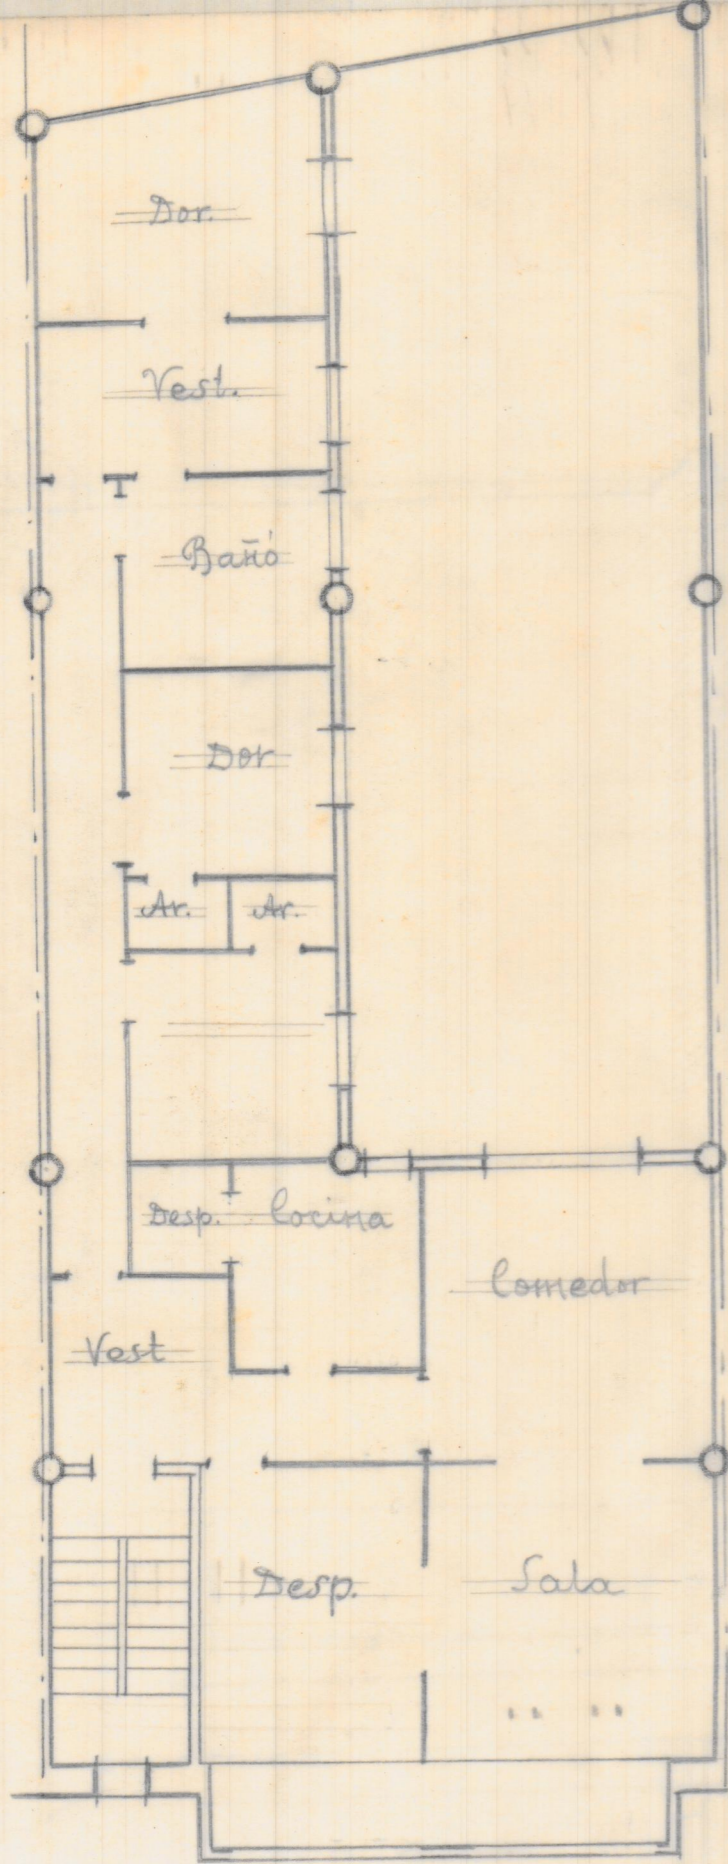 Dor.
Vest.
Baño
Dor
Ar. Ar.
Desp. Cocina
Comedor
Vest
Desp. Sala